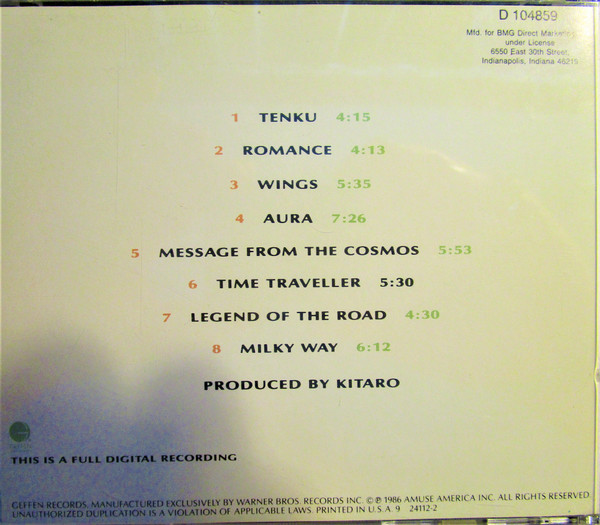 D 104859
Mfd. for BMG Direct Marketing
under License
6550 East 30th Street,
Indianapolis, Indiana 46219
1 TENKU 4:15
2 ROMANCE 4:13
3 WINGS 5:35
4 AURA 7:26
5 MESSAGE FROM THE COSMOS 5:53
6 TIME TRAVELLER 5:30
7 LEGEND OF THE ROAD 4:30
8 MILKY WAY 6:12
PRODUCED BY KITARO
THIS IS A FULL DIGITAL RECORDING
GEFFEN RECORDS. MANUFACTURED EXCLUSIVELY BY WARNER BROS. RECORDS INC. © ℗ 1986 AMUSE AMERICA INC. ALL RIGHTS RESERVED.
UNAUTHORIZED DUPLICATION IS A VIOLATION OF APPLICABLE LAWS. PRINTED IN U.S.A. 9 24112-2